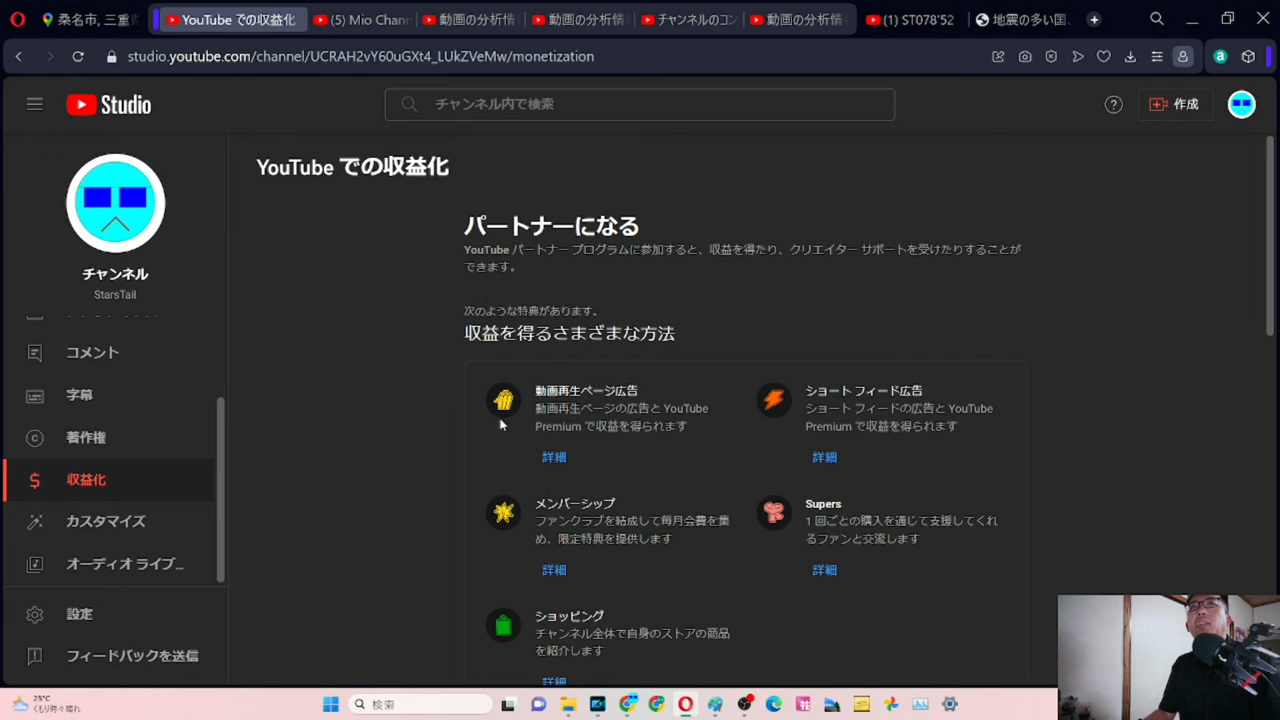 桑名市, 三重県
YouTube での収益化
(5) Mio Chann
動画の分析情
動画の分析情
チャンネルのコン
動画の分析情
(1) ST078'52
地震の多い国、
studio.youtube.com/channel/UCRAH2vY60uGXt4_LUkZVeMw/monetization
Studio
チャンネル内で検索
作成
チャンネル
StarsTail
コメント
字幕
著作権
収益化
カスタマイズ
オーディオ ライブ...
設定
フィードバックを送信
YouTube での収益化
パートナーになる
YouTube パートナー プログラムに参加すると、収益を得たり、クリエイター サポートを受けたりすることが
できます。
次のような特典があります。
収益を得るさまざまな方法
動画再生ページ広告
動画再生ページの広告と YouTube
Premium で収益を得られます
詳細
ショート フィード広告
ショート フィードの広告と YouTube
Premium で収益を得られます
詳細
メンバーシップ
ファンクラブを結成して毎月会費を集
め、限定特典を提供します
詳細
Supers
1 回ごとの購入を通じて支援してくれ
るファンと交流します
詳細
ショッピング
チャンネル全体で自身のストアの商品
を紹介します
詳細
25°C
くもり時々晴れ
検索